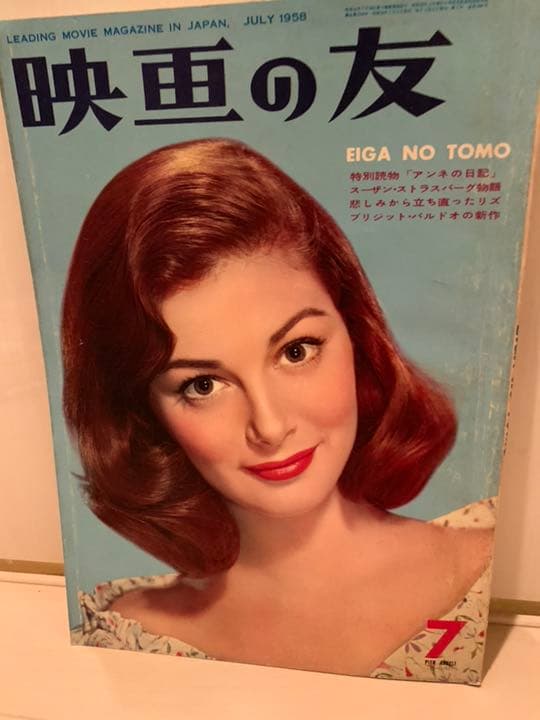 LEADING MOVIE MAGAZINE IN JAPAN, JULY 1958
映画の友
EIGA NO TOMO
特別読物「アンネの日記」
スーザン・ストラスバーグ物語
悲しみから立ち直ったリズ
ブリジット・バルドオの新作
7
PIER ANGELI